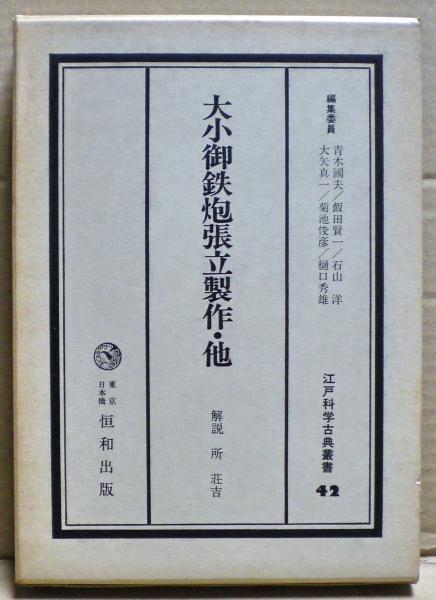 編集委員
青木國夫／飯田賢一／石山 洋
大矢真一／菊池俊彦／樋口秀雄
江戸科学古典叢書
42
大小御鉄炮張立製作・他
解説 所 荘吉
東京
日本橋
恒和出版